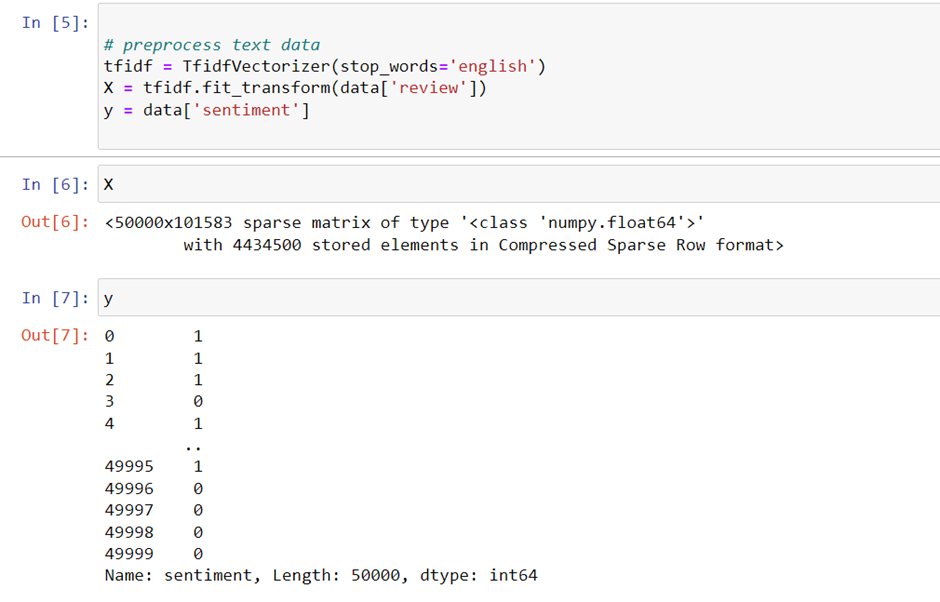 In [5]:
# preprocess text data
tfidf = TfidfVectorizer(stop_words='english')
X = tfidf.fit_transform(data['review'])
y = data['sentiment']
In [6]: X
Out[6]: <50000x101583 sparse matrix of type '<class 'numpy.float64'>'
with 4434500 stored elements in Compressed Sparse Row format>
In [7]: y
Out[7]: 0 1
1 1
2 1
3 0
4 1
..
49995 1
49996 0
49997 0
49998 0
49999 0
Name: sentiment, Length: 50000, dtype: int64